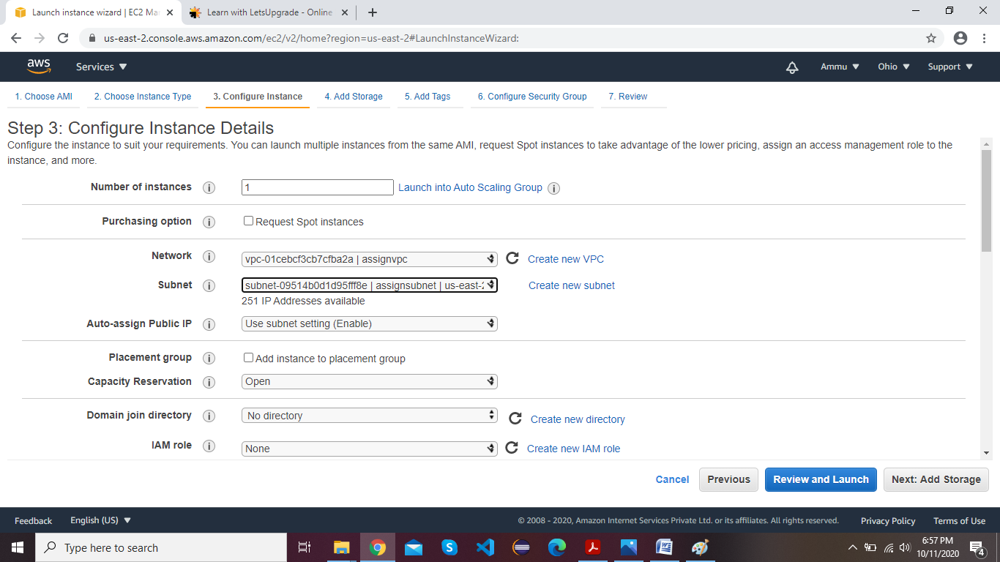 Launch instance wizard | EC2 Ma
Learn with LetsUpgrade - Online
us-east-2.console.aws.amazon.com/ec2/v2/home?region=us-east-2#LaunchInstanceWizard:
aws Services Ammu Ohio Support
1. Choose AMI 2. Choose Instance Type 3. Configure Instance 4. Add Storage 5. Add Tags 6. Configure Security Group 7. Review
Step 3: Configure Instance Details
Configure the instance to suit your requirements. You can launch multiple instances from the same AMI, request Spot instances to take advantage of the lower pricing, assign an access management role to the
instance, and more.
Number of instances 1 Launch into Auto Scaling Group
Purchasing option Request Spot instances
Network vpc-01cebcf3cb7cfba2a | assignvpc Create new VPC
Subnet subnet-09514b0d1d95fff8e | assignsubnet | us-east-2 Create new subnet
251 IP Addresses available
Auto-assign Public IP Use subnet setting (Enable)
Placement group Add instance to placement group
Capacity Reservation Open
Domain join directory No directory Create new directory
IAM role None Create new IAM role
Cancel Previous Review and Launch Next: Add Storage
Feedback English (US) © 2008 - 2020, Amazon Internet Services Private Ltd. or its affiliates. All rights reserved. Privacy Policy Terms of Use
Type here to search
6:57 PM
10/11/2020
4